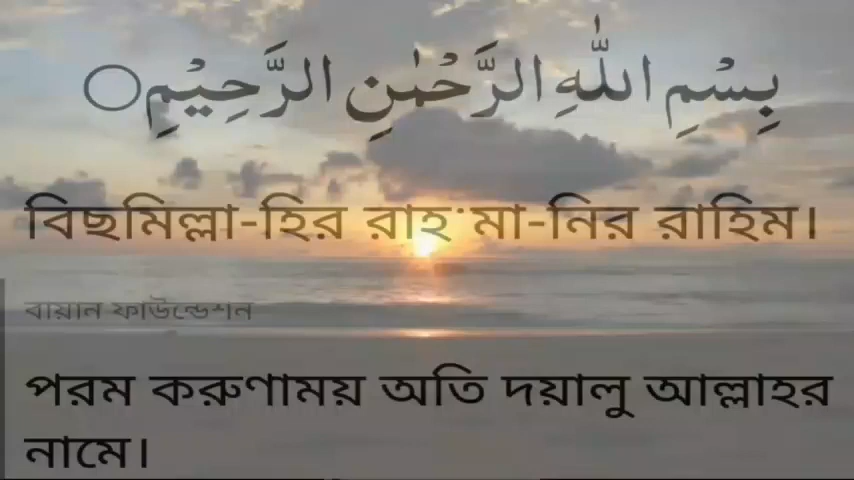 بِسْمِ اللّٰهِ الرَّحْمٰنِ الرَّحِيْمِ○
বিছমিল্লা-হির রাহ'মা-নির রাহিম।
বায়ান ফাউন্ডেশন
পরম করুণাময় অতি দয়ালু আল্লাহর
নামে।